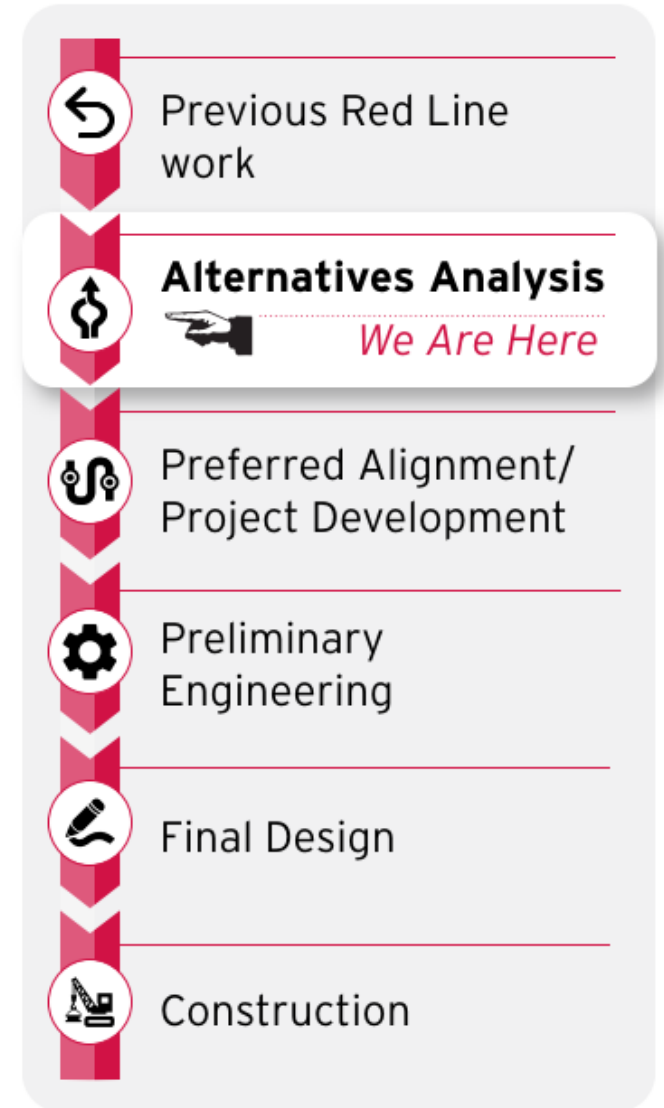 Previous Red Line
work
Alternatives Analysis
We Are Here
Preferred Alignment/
Project Development
Preliminary
Engineering
Final Design
Construction